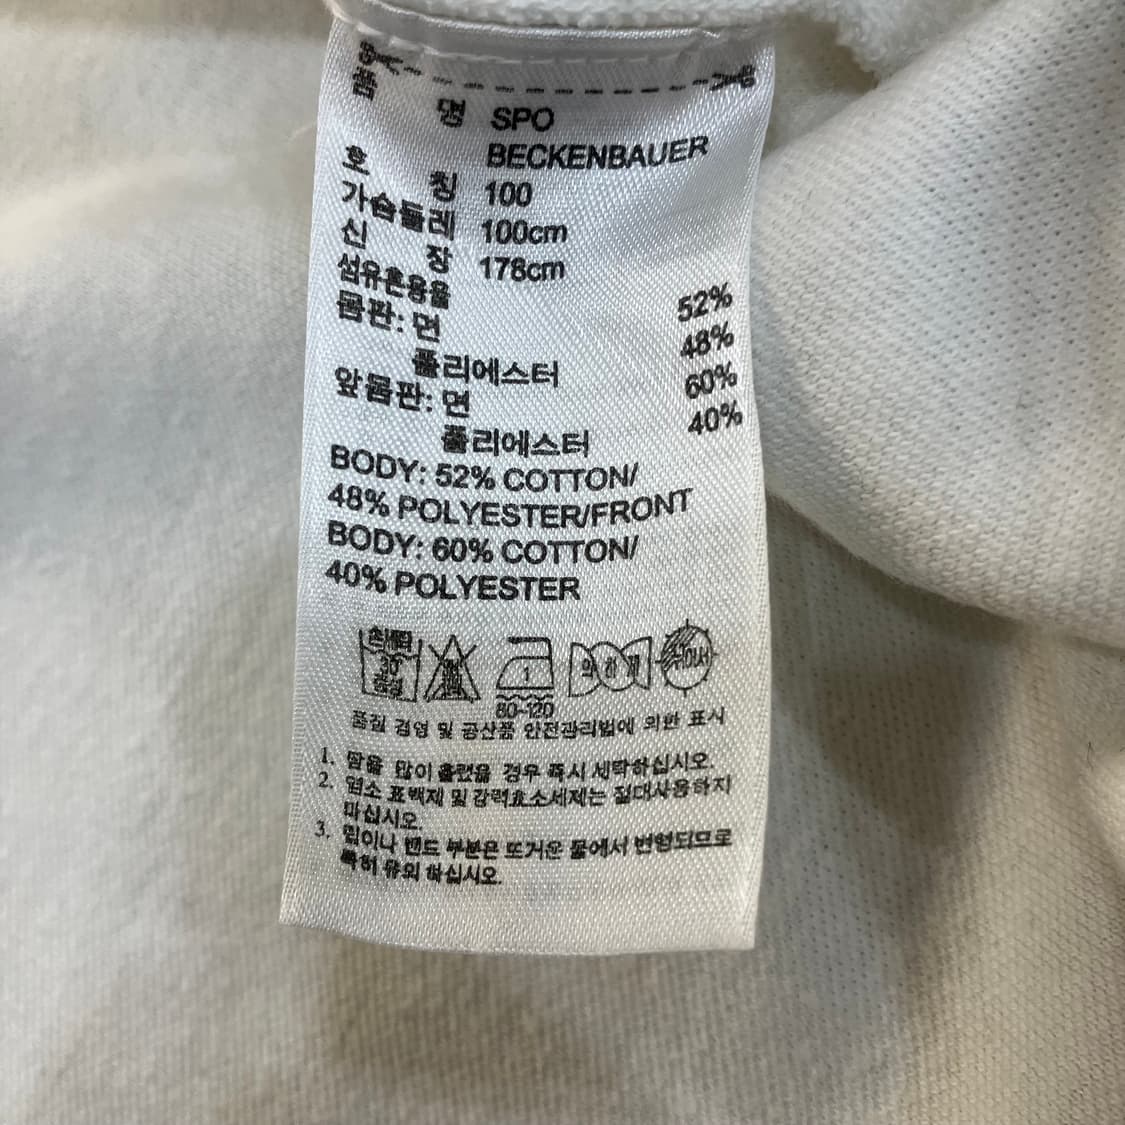 품 명 SPO
BECKENBAUER
호 칭 100
가슴둘레 100cm
신 장 178cm
섬유혼용율
몸판: 면 52%
폴리에스터 48%
앞몸판: 면 60%
폴리에스터 40%
BODY: 52% COTTON/
48% POLYESTER/FRONT
BODY: 60% COTTON/
40% POLYESTER
손세탁
30°
중성
1
80~120
품질 경영 및 공산품 안전관리법에 의한 표시
1. 땀을 많이 흘렸을 경우 즉시 세탁하십시오.
2. 염소 표백제 및 강력효소세제는 절대사용하지
마십시오.
3. 밑이나 밴드 부분은 뜨거운 물에서 변형되므로
특히 유의 하십시오.